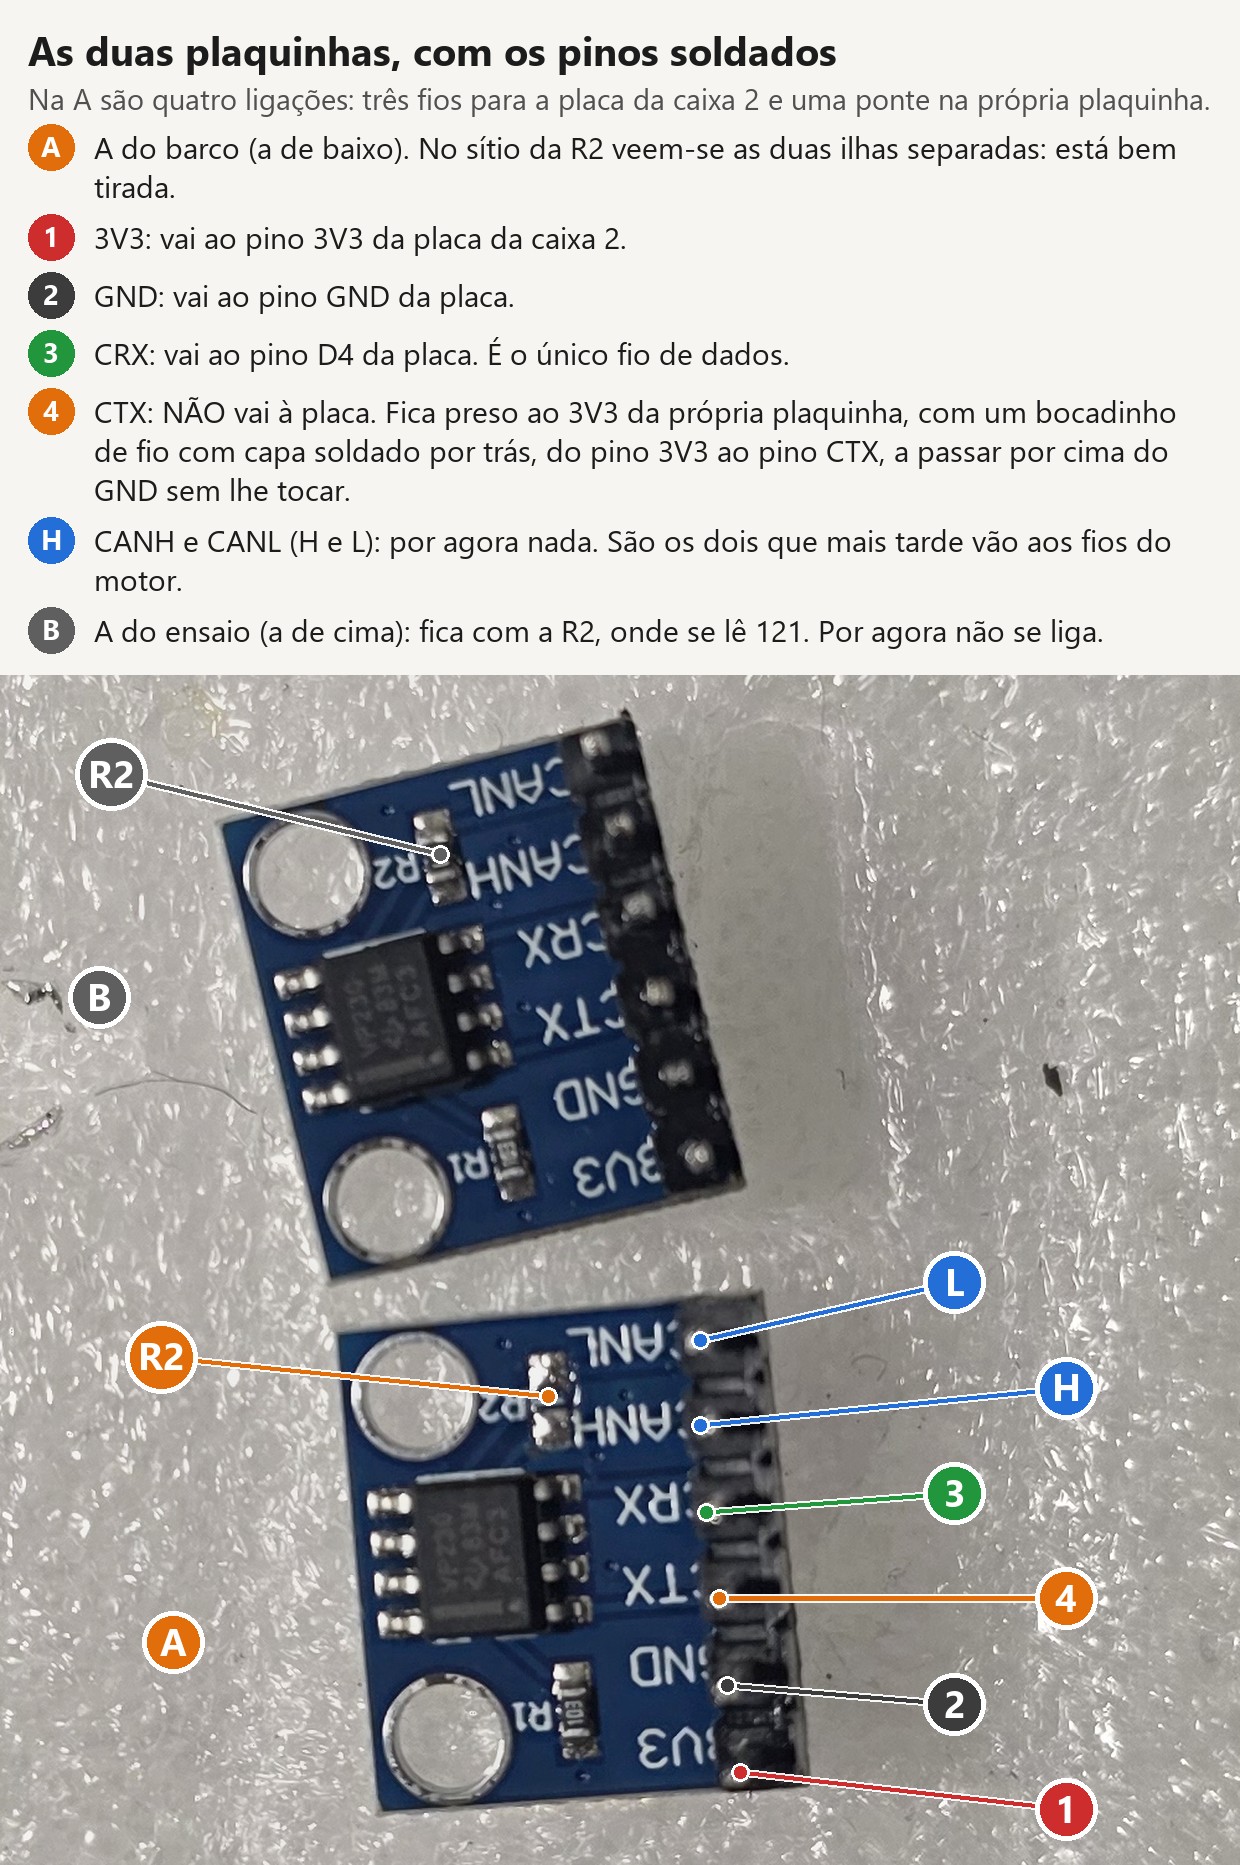 As duas plaquinhas, com os pinos soldados
Na A são quatro ligações: três fios para a placa da caixa 2 e uma ponte na própria plaquinha.
A A do barco (a de baixo). No sítio da R2 veem-se as duas ilhas separadas: está bem
tirada.
1 3V3: vai ao pino 3V3 da placa da caixa 2.
2 GND: vai ao pino GND da placa.
3 CRX: vai ao pino D4 da placa. É o único fio de dados.
4 CTX: NÃO vai à placa. Fica preso ao 3V3 da própria plaquinha, com um bocadinho
de fio com capa soldado por trás, do pino 3V3 ao pino CTX, a passar por cima do
GND sem lhe tocar.
H CANH e CANL (H e L): por agora nada. São os dois que mais tarde vão aos fios do
motor.
B A do ensaio (a de cima): fica com a R2, onde se lê 121. Por agora não se liga.
R2
CANL
R2
CANH
CRX
B
VP230
83M
AFC3
CTX
GND
R1
3V3
L
R2
CANL
H
R2
CANH
3
CRX
VP230
83M
AFC3
CTX
4
A
GND
2
R1
103
3V3
1